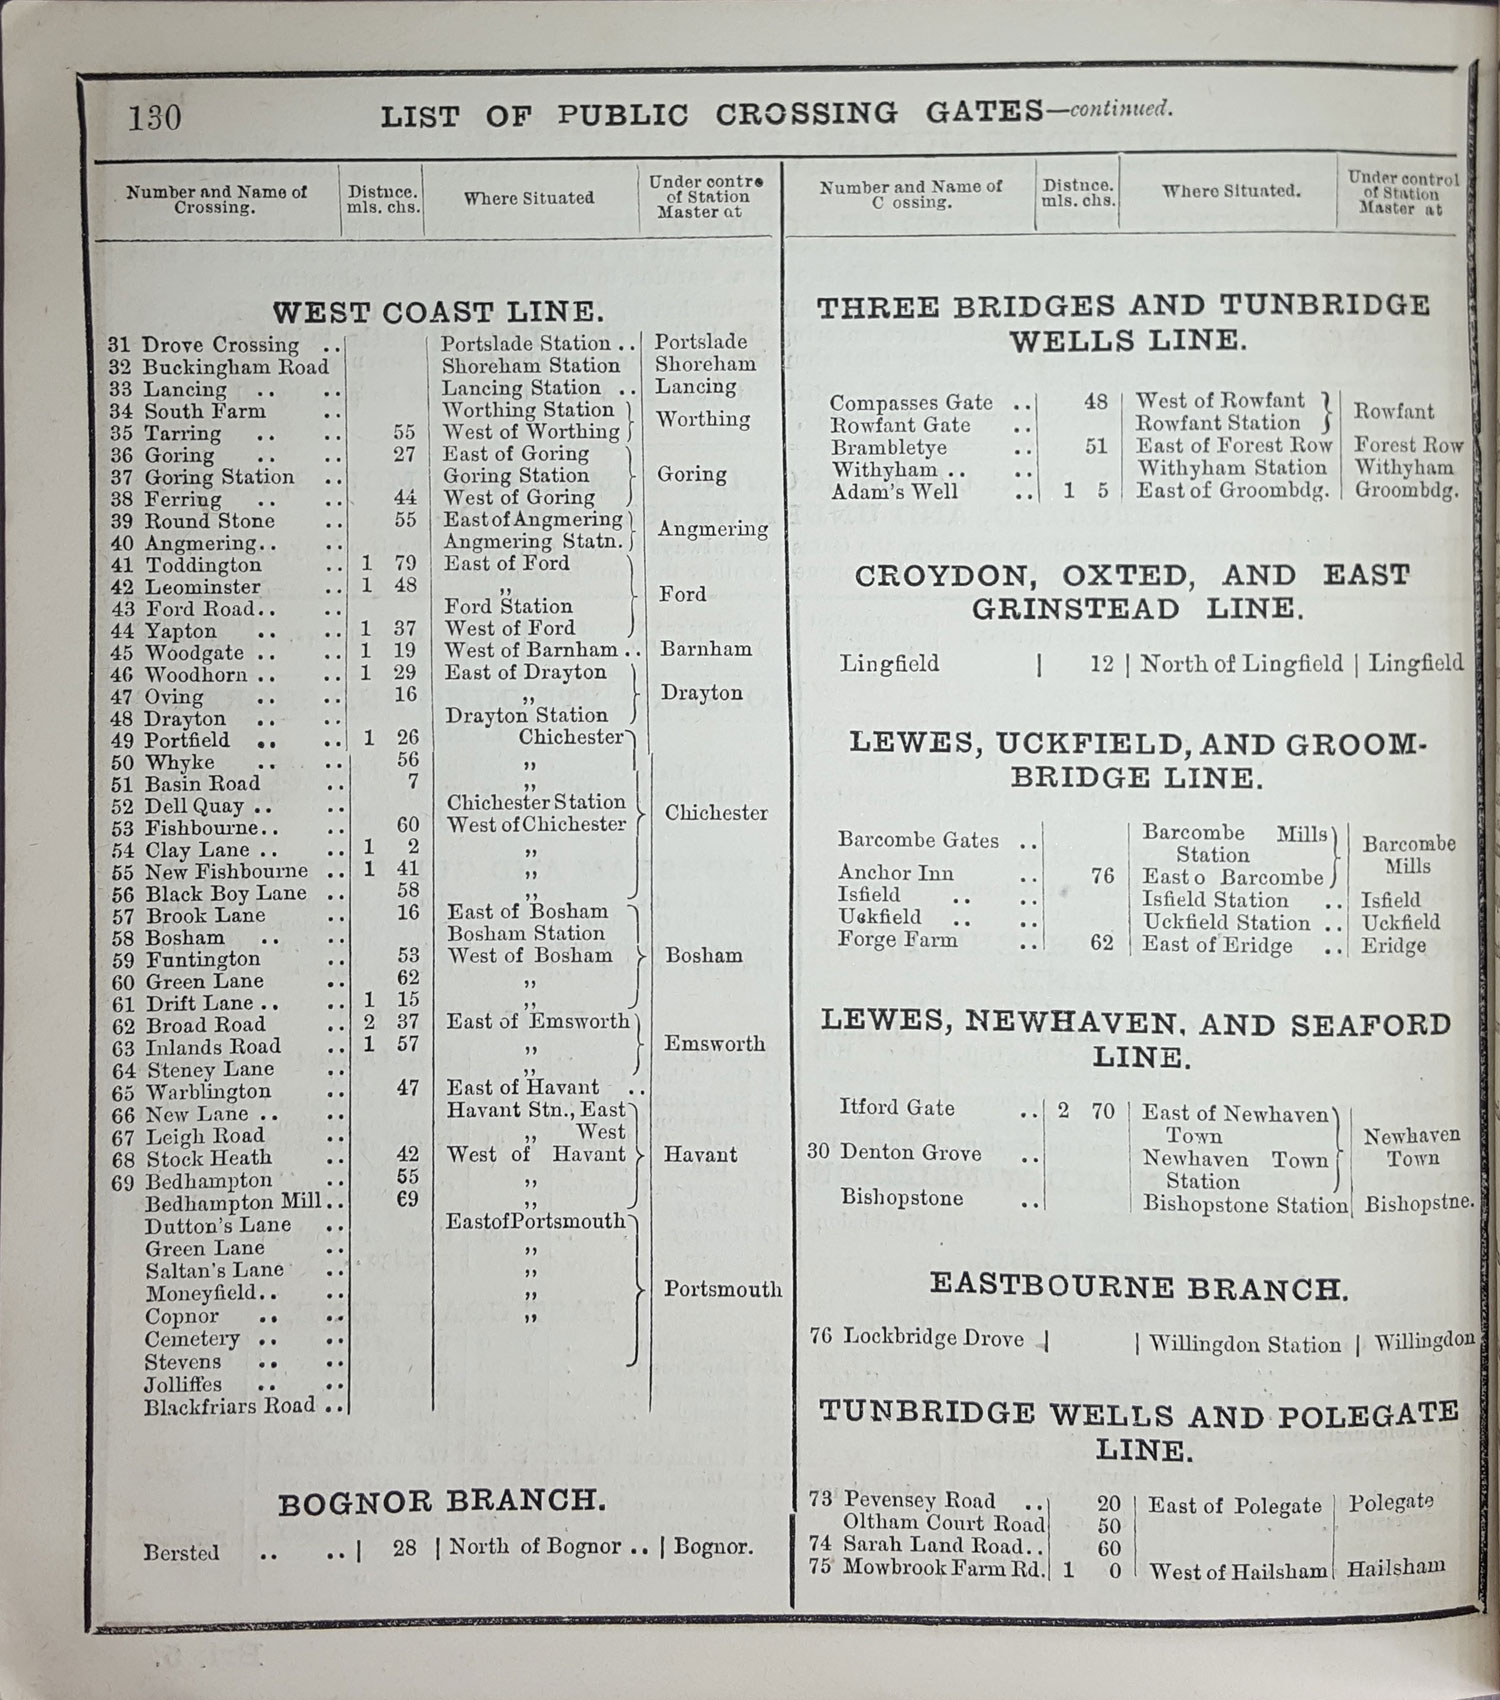 130
LIST OF PUBLIC CROSSING GATES—continued.
Number and Name of Crossing. Distnce. mls. chs. Where Situated Under contre of Station Master at
WEST COAST LINE.
31 Drove Crossing .. Portslade Station .. Portslade
32 Buckingham Road Shoreham Station Shoreham
33 Lancing .. .. Lancing Station .. Lancing
34 South Farm .. Worthing Station Worthing
35 Tarring .. .. 55 West of Worthing
36 Goring .. .. 27 East of Goring
37 Goring Station .. Goring Station Goring
38 Ferring .. .. 44 West of Goring
39 Round Stone .. 55 East of Angmering Angmering
40 Angmering.. .. Angmering Statn.
41 Toddington .. 1 79 East of Ford
42 Leominster .. 1 48 ,, Ford
43 Ford Road.. .. Ford Station
44 Yapton .. .. 1 37 West of Ford
45 Woodgate .. .. 1 19 West of Barnham .. Barnham
46 Woodhorn .. .. 1 29 East of Drayton
47 Oving .. .. 16 ,, Drayton
48 Drayton .. .. Drayton Station
49 Portfield .. .. 1 26 Chichester
50 Whyke .. .. 56 ,,
51 Basin Road .. 7 ,,
52 Dell Quay .. .. Chichester Station Chichester
53 Fishbourne.. .. 60 West of Chichester
54 Clay Lane .. .. 1 2 ,,
55 New Fishbourne .. 1 41 ,,
56 Black Boy Lane .. 58 ,,
57 Brook Lane .. 16 East of Bosham
58 Bosham .. .. Bosham Station
59 Funtington .. 53 West of Bosham Bosham
60 Green Lane .. 62 ,,
61 Drift Lane .. .. 1 15 ,,
62 Broad Road .. 2 37 East of Emsworth
63 Inlands Road .. 1 57 ,, Emsworth
64 Steney Lane .. ,,
65 Warblington .. 47 East of Havant ..
66 New Lane .. .. Havant Stn., East
67 Leigh Road .. ,, West
68 Stock Heath .. 42 West of Havant Havant
69 Bedhampton .. 55 ,,
Bedhampton Mill.. 69 ,,
Dutton's Lane .. East of Portsmouth
Green Lane .. ,,
Saltan's Lane .. ,,
Moneyfield.. .. ,, Portsmouth
Copnor .. .. ,,
Cemetery .. ..
Stevens .. ..
Jolliffes .. ..
Blackfriars Road ..
BOGNOR BRANCH.
Bersted .. .. 28 North of Bognor .. Bognor.
Number and Name of C ossing. Distnce. mls. chs. Where Situated. Under control of Station Master at
THREE BRIDGES AND TUNBRIDGE
WELLS LINE.
Compasses Gate .. 48 West of Rowfant Rowfant
Rowfant Gate .. Rowfant Station
Brambletye .. 51 East of Forest Row Forest Row
Withyham .. .. Withyham Station Withyham
Adam's Well .. 1 5 East of Groombdg. Groombdg.
CROYDON, OXTED, AND EAST
GRINSTEAD LINE.
Lingfield 12 North of Lingfield Lingfield
LEWES, UCKFIELD, AND GROOM-
BRIDGE LINE.
Barcombe Gates .. Barcombe Mills Station Barcombe Mills
Anchor Inn .. 76 East o Barcombe
Isfield .. .. Isfield Station .. Isfield
Uckfield .. .. Uckfield Station .. Uckfield
Forge Farm .. 62 East of Eridge .. Eridge
LEWES, NEWHAVEN, AND SEAFORD
LINE.
Itford Gate .. 2 70 East of Newhaven Town Newhaven Town
30 Denton Grove .. Newhaven Town Station
Bishopstone .. Bishopstone Station Bishopstne.
EASTBOURNE BRANCH.
76 Lockbridge Drove Willingdon Station Willingdon
TUNBRIDGE WELLS AND POLEGATE
LINE.
73 Pevensey Road .. 20 East of Polegate Polegate
Oltham Court Road 50
74 Sarah Land Road.. 60
75 Mowbrook Farm Rd. 1 0 West of Hailsham Hailsham